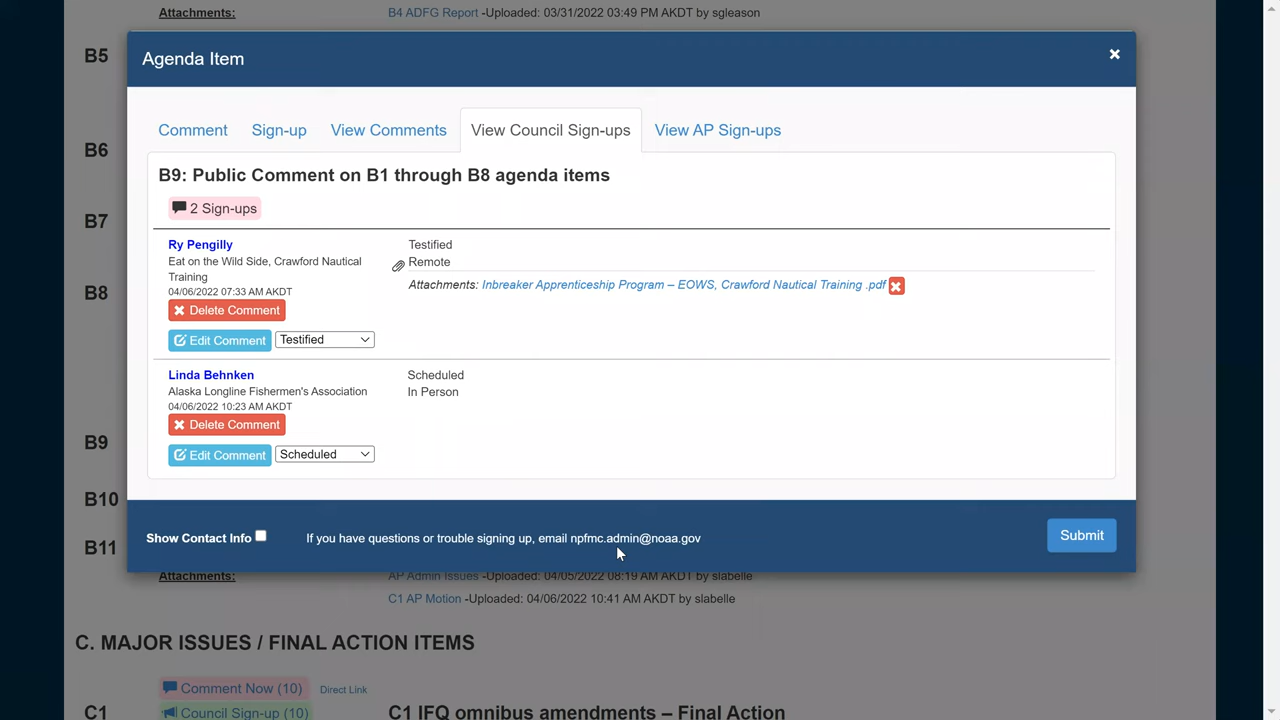 Attachments: B4 ADFG Report -Uploaded: 03/31/2022 03:49 PM AKDT by sgleason
B5
Agenda Item ×
Comment Sign-up View Comments View Council Sign-ups View AP Sign-ups
B6
B9: Public Comment on B1 through B8 agenda items
2 Sign-ups
B7
Ry Pengilly Testified
Eat on the Wild Side, Crawford Nautical Remote
Training
Attachments: Inbreaker Apprenticeship Program – EOWS, Crawford Nautical Training .pdf
B8
04/06/2022 07:33 AM AKDT
Delete Comment
Edit Comment Testified
Linda Behnken Scheduled
Alaska Longline Fishermen's Association In Person
04/06/2022 10:23 AM AKDT
Delete Comment
B9
Edit Comment Scheduled
B10
Show Contact Info If you have questions or trouble signing up, email npfmc.admin@noaa.gov Submit
B11
Attachments: AP Admin Issues -Uploaded: 04/05/2022 08:19 AM AKDT by slabelle
C1 AP Motion -Uploaded: 04/06/2022 10:41 AM AKDT by slabelle
C. MAJOR ISSUES / FINAL ACTION ITEMS
Comment Now (10) Direct Link
C1 Council Sign-up (10) C1 IFQ omnibus amendments – Final Action